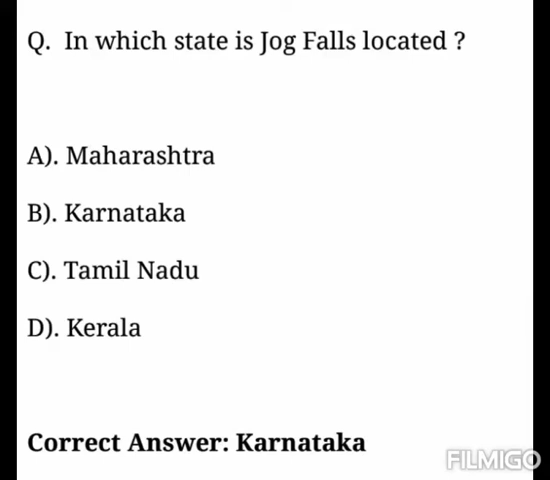 Q. In which state is Jog Falls located ?
A). Maharashtra
B). Karnataka
C). Tamil Nadu
D). Kerala
Correct Answer: Karnataka
FILMIGO